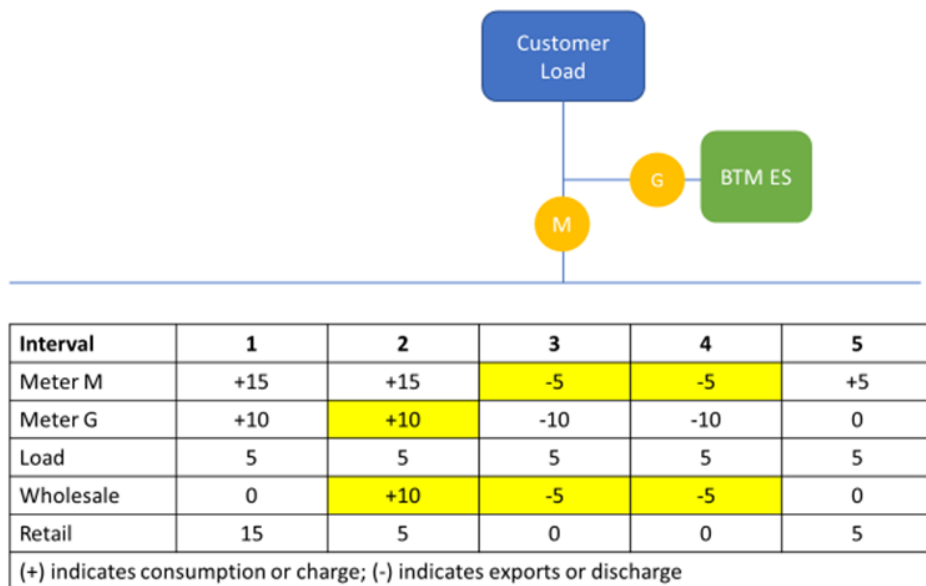 Customer
Load
G
BTM ES
M
Interval 1 2 3 4 5
Meter M +15 +15 -5 -5 +5
Meter G +10 +10 -10 -10 0
Load 5 5 5 5 5
Wholesale 0 +10 -5 -5 0
Retail 15 5 0 0 5
(+) indicates consumption or charge; (-) indicates exports or discharge